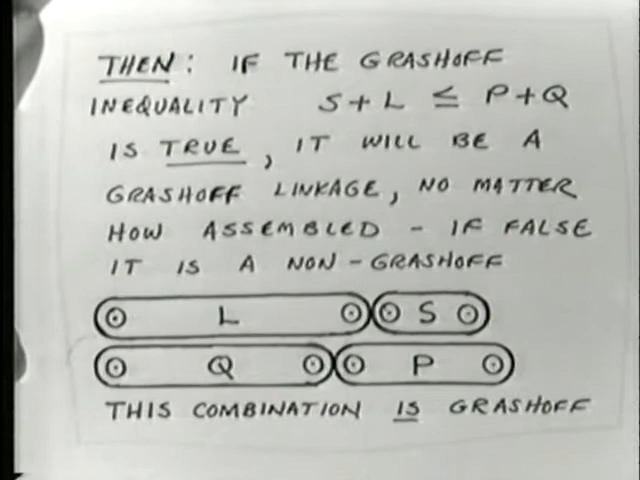 THEN: IF THE GRASHOFF
INEQUALITY S+L ≤ P+Q
IS TRUE, IT WILL BE A
GRASHOFF LINKAGE, NO MATTER
HOW ASSEMBLED - IF FALSE
IT IS A NON-GRASHOFF
L S
Q P
THIS COMBINATION IS GRASHOFF